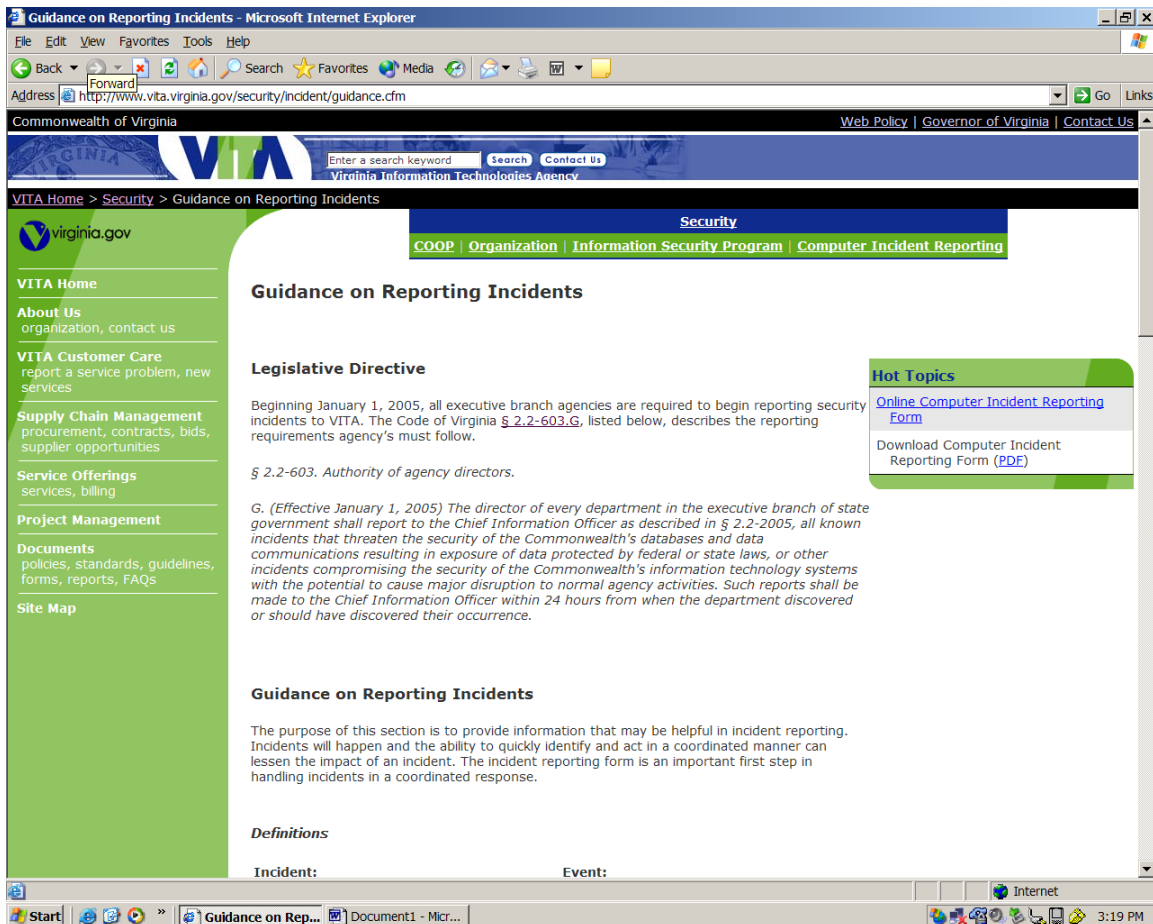 Guidance on Reporting Incidents - Microsoft Internet Explorer
File Edit View Favorites Tools Help
Back Search Favorites Media
Forward
Address http://www.vita.virginia.gov/security/incident/guidance.cfm Go Links
Commonwealth of Virginia Web Policy | Governor of Virginia | Contact Us
VIRGINIA VITA Enter a search keyword Search Contact Us
Virginia Information Technologies Agency
VITA Home > Security > Guidance on Reporting Incidents
virginia.gov
Security
COOP | Organization | Information Security Program | Computer Incident Reporting
VITA Home
About Us
organization, contact us
VITA Customer Care
report a service problem, new
services
Supply Chain Management
procurement, contracts, bids,
supplier opportunities
Service Offerings
services, billing
Project Management
Documents
policies, standards, guidelines,
forms, reports, FAQs
Site Map
Guidance on Reporting Incidents
Legislative Directive
Beginning January 1, 2005, all executive branch agencies are required to begin reporting security
incidents to VITA. The Code of Virginia § 2.2-603.G, listed below, describes the reporting
requirements agency's must follow.
§ 2.2-603. Authority of agency directors.
G. (Effective January 1, 2005) The director of every department in the executive branch of state
government shall report to the Chief Information Officer as described in § 2.2-2005, all known
incidents that threaten the security of the Commonwealth's databases and data
communications resulting in exposure of data protected by federal or state laws, or other
incidents compromising the security of the Commonwealth's information technology systems
with the potential to cause major disruption to normal agency activities. Such reports shall be
made to the Chief Information Officer within 24 hours from when the department discovered
or should have discovered their occurrence.
Hot Topics
Online Computer Incident Reporting
Form
Download Computer Incident
Reporting Form (PDF)
Guidance on Reporting Incidents
The purpose of this section is to provide information that may be helpful in incident reporting.
Incidents will happen and the ability to quickly identify and act in a coordinated manner can
lessen the impact of an incident. The incident reporting form is an important first step in
handling incidents in a coordinated response.
Definitions
Incident: Event:
Internet
Start » Guidance on Rep... Document1 - Micr... 3:19 PM